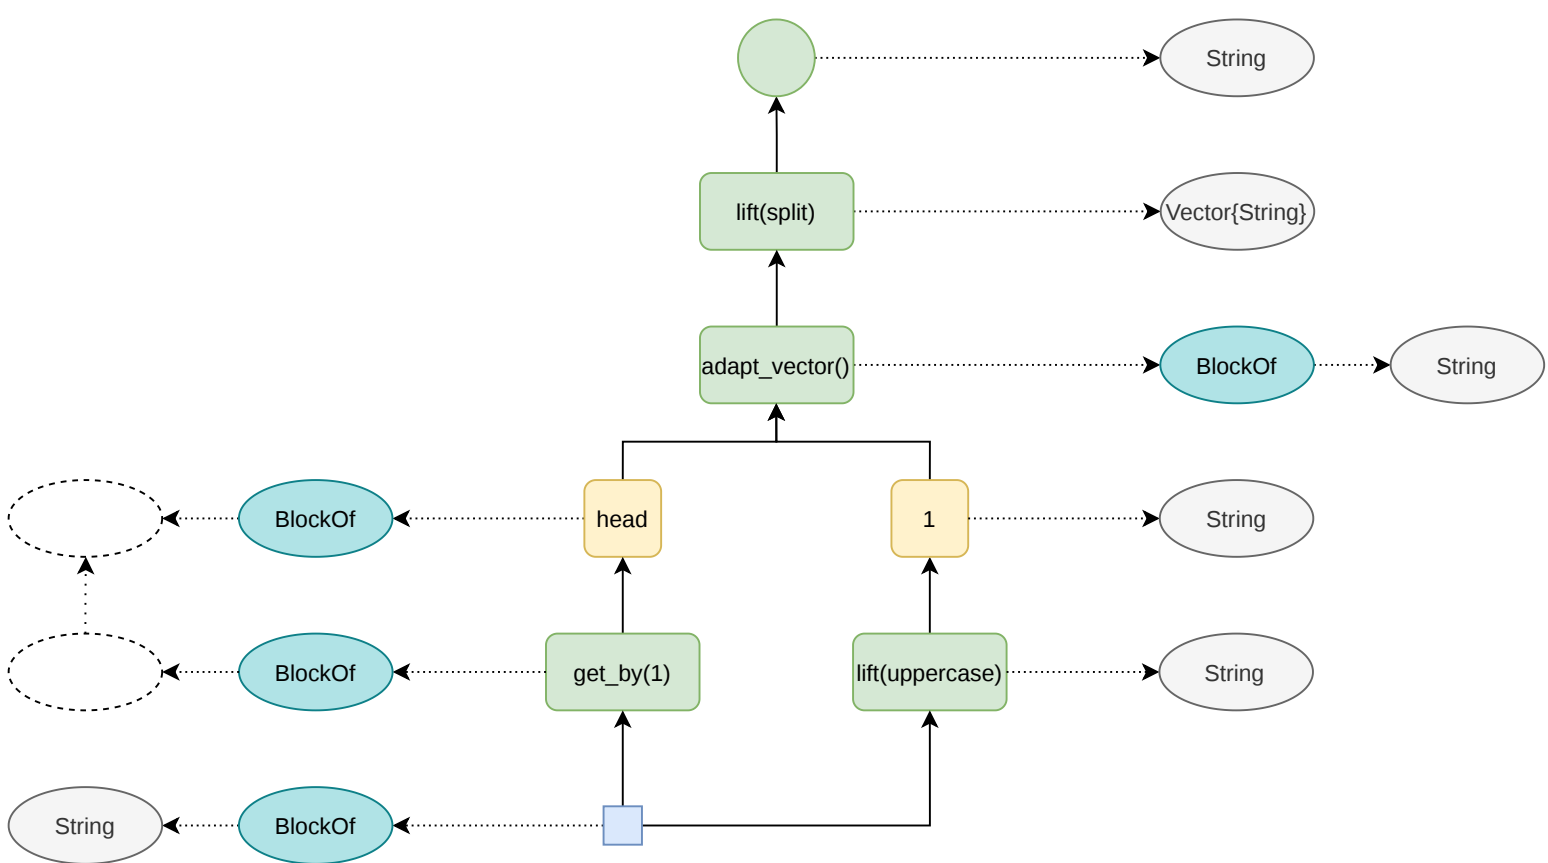 String
lift(split)
Vector{String}
adapt_vector()
BlockOf
String
BlockOf
head
1
String
BlockOf
get_by(1)
lift(uppercase)
String
String
BlockOf